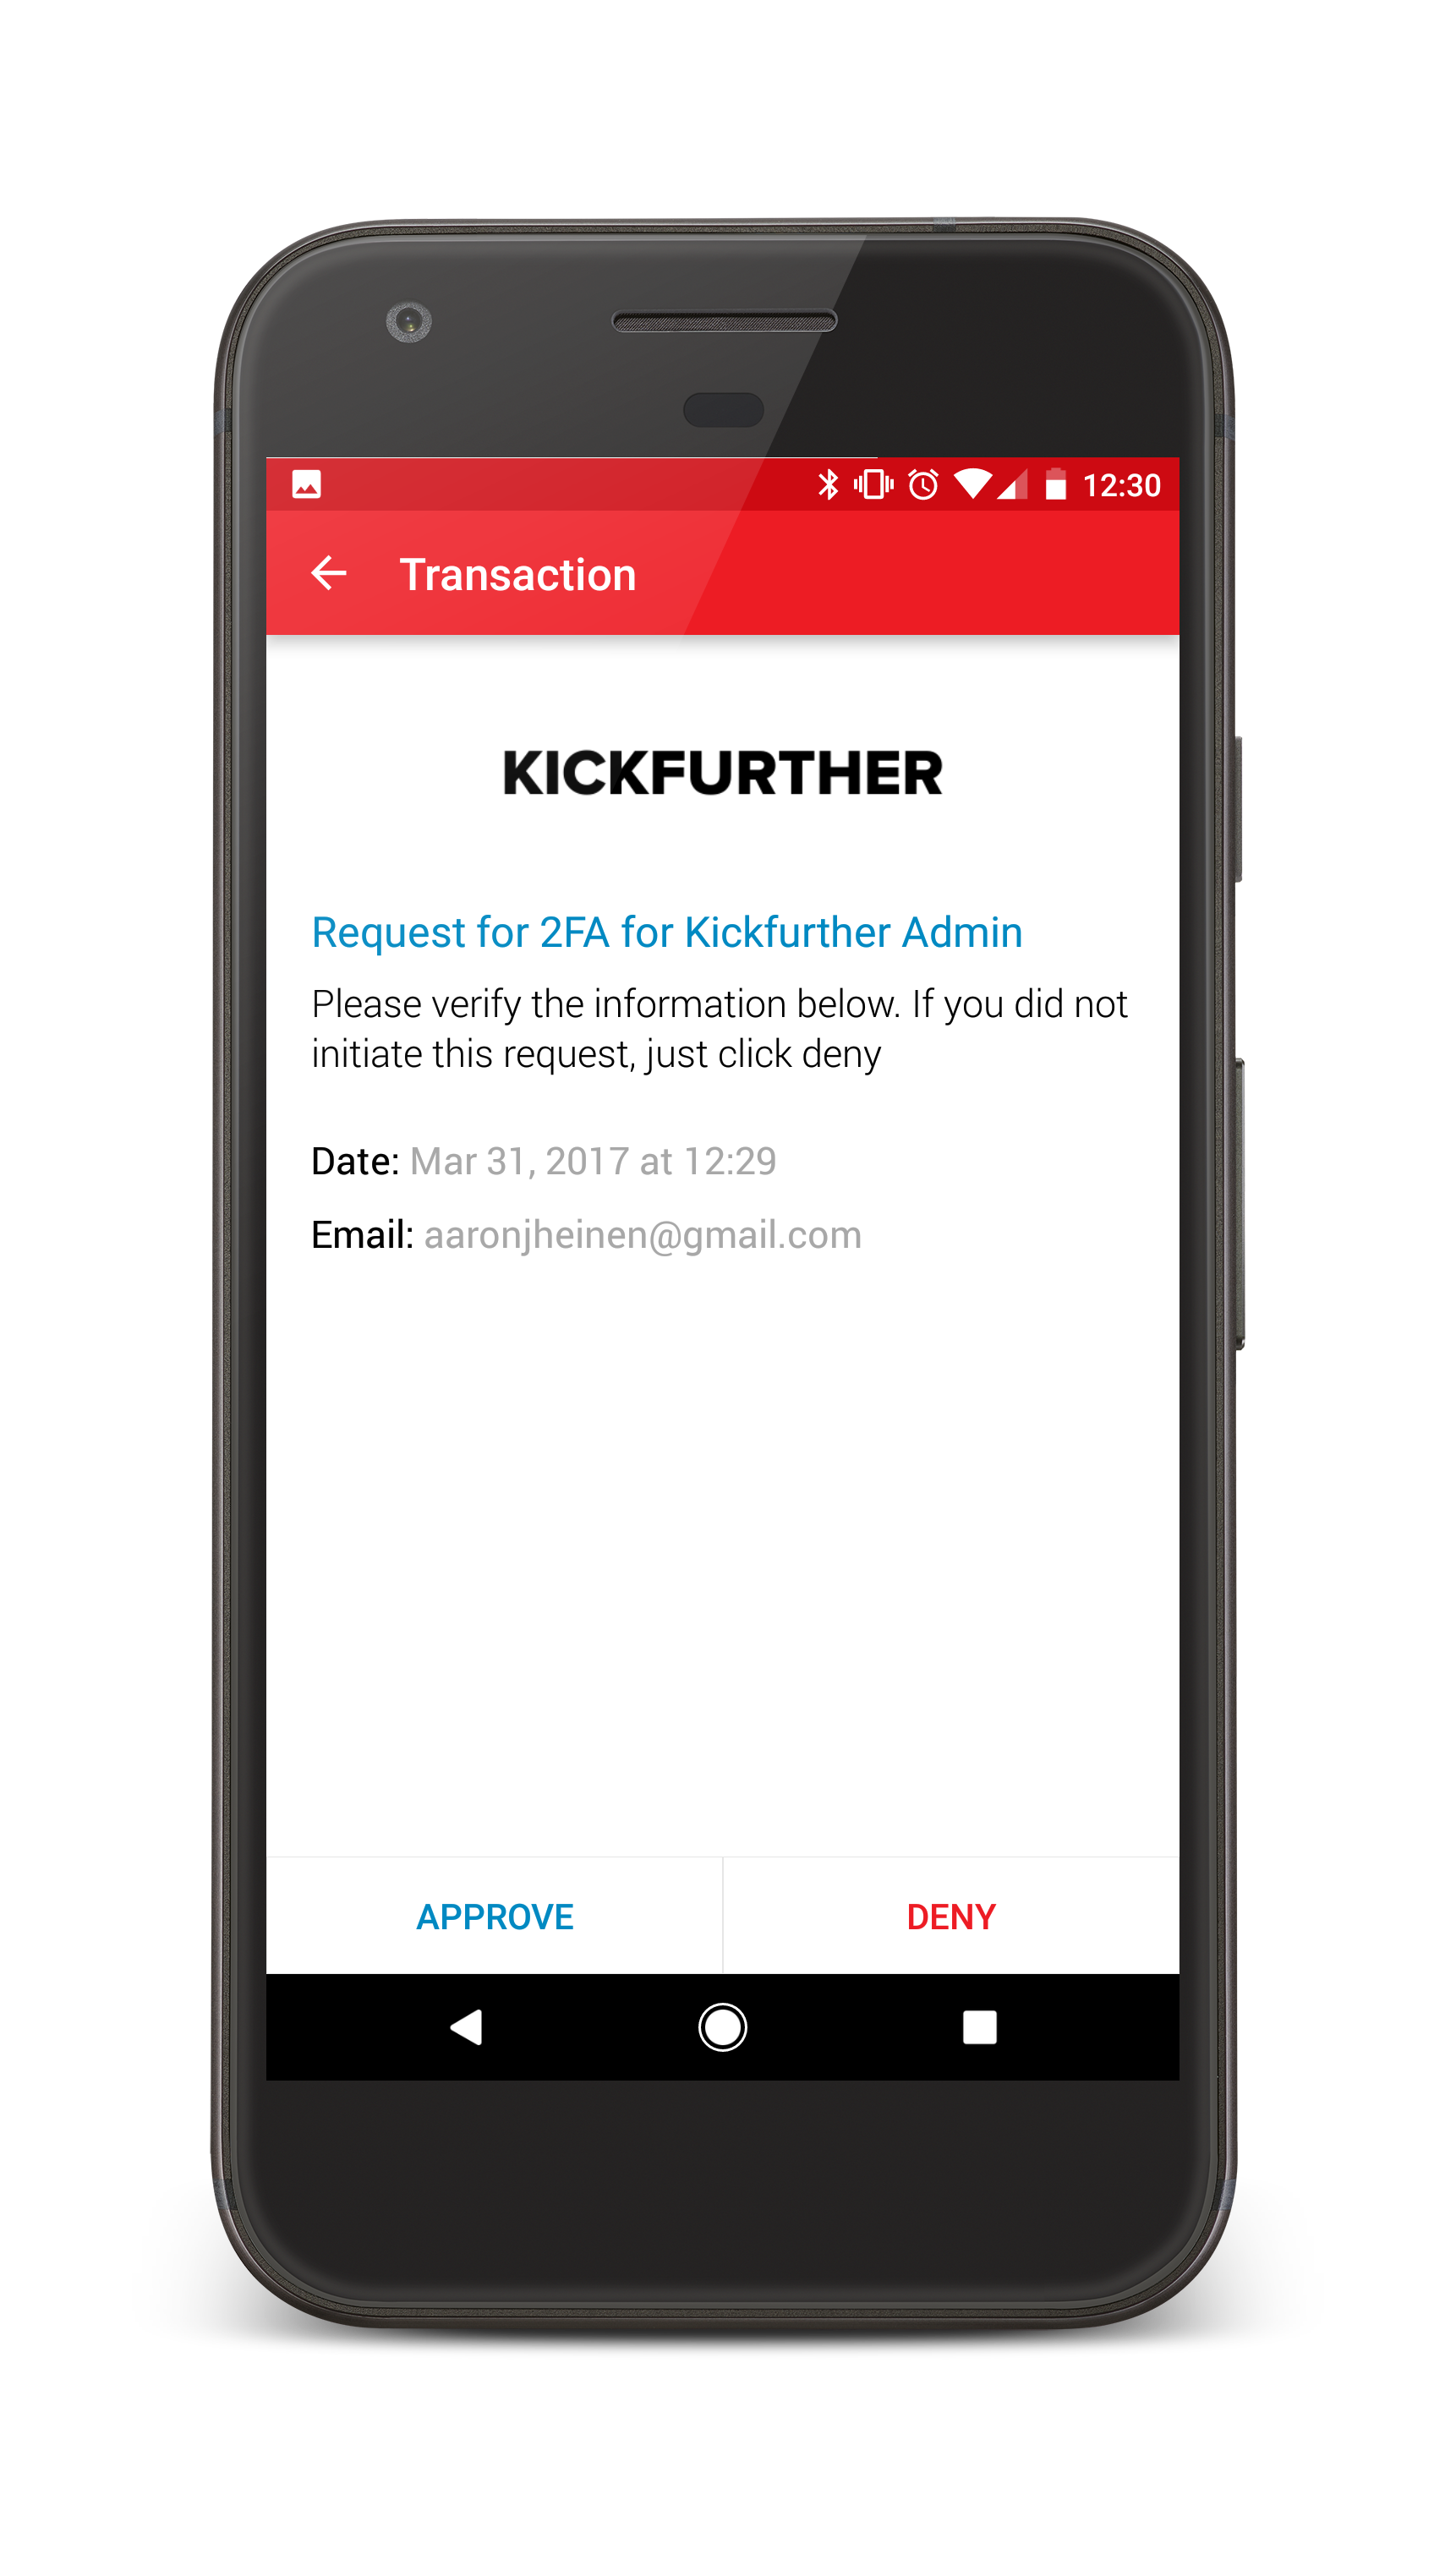 12:30
Transaction
KICKFURTHER
Request for 2FA for Kickfurther Admin
Please verify the information below. If you did not
initiate this request, just click deny
Date: Mar 31, 2017 at 12:29
Email: aaronjheinen@gmail.com
APPROVE DENY